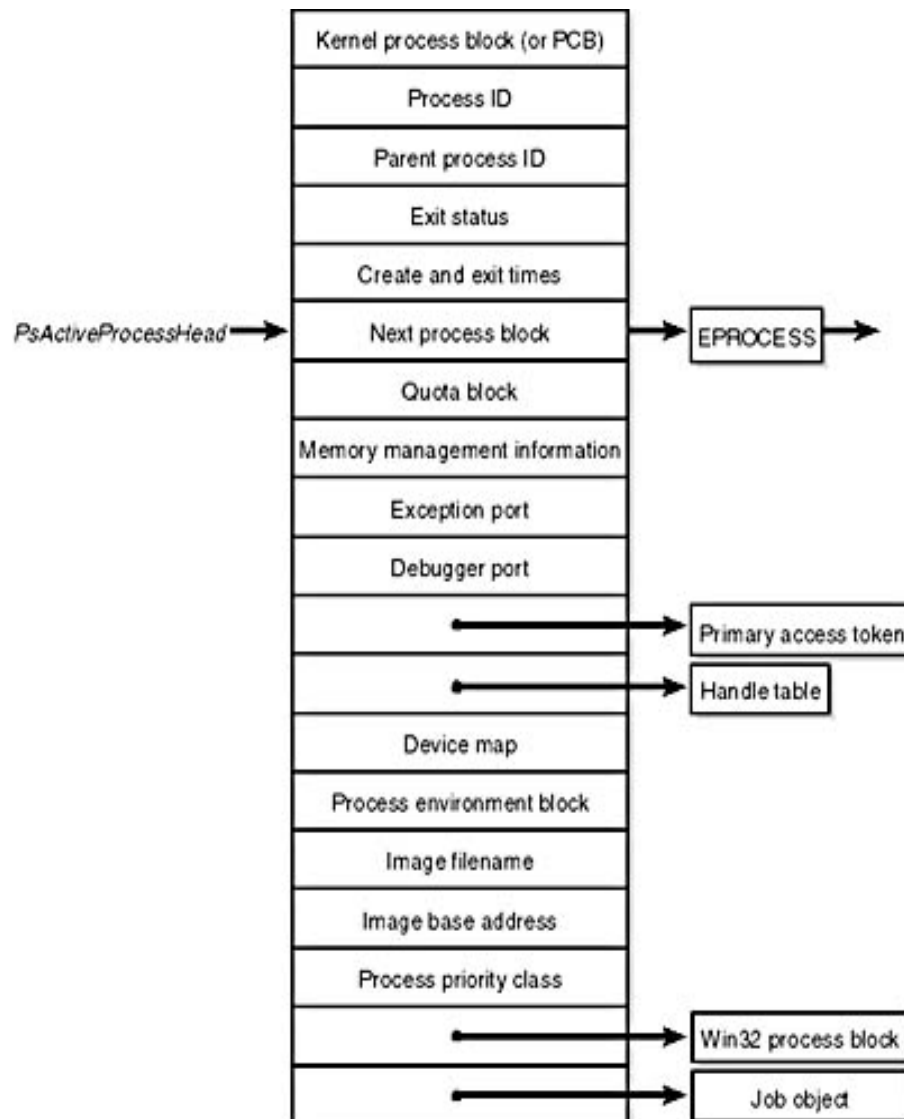 Kernel process block (or PCB)
Process ID
Parent process ID
Exit status
Create and exit times
PsActiveProcessHead
Next process block
EPROCESS
Quota block
Memory management information
Exception port
Debugger port
Primary access token
Handle table
Device map
Process environment block
Image filename
Image base address
Process priority class
Win32 process block
Job object